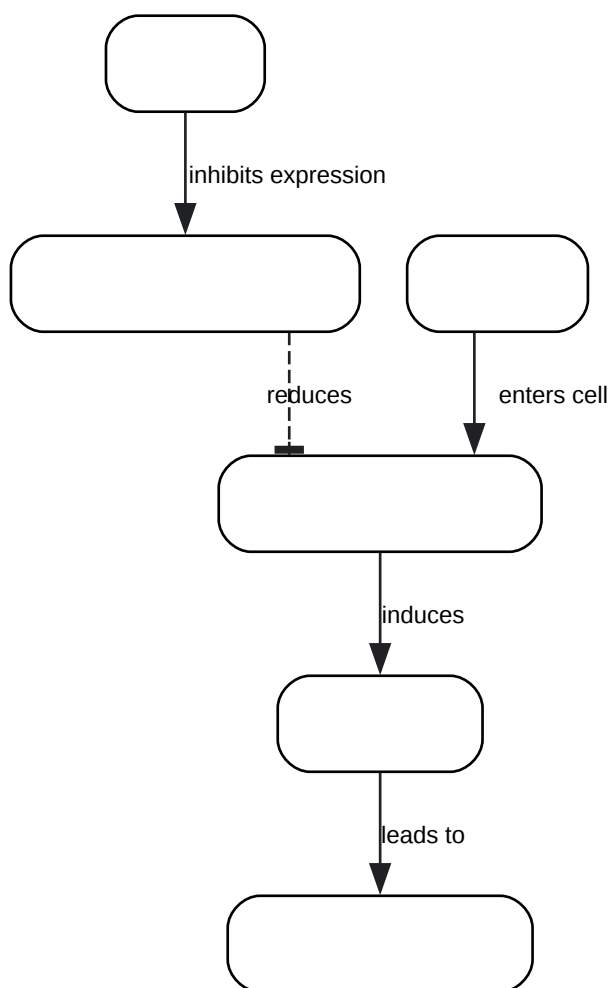 inhibits expression
reduces
enters cell
induces
leads to